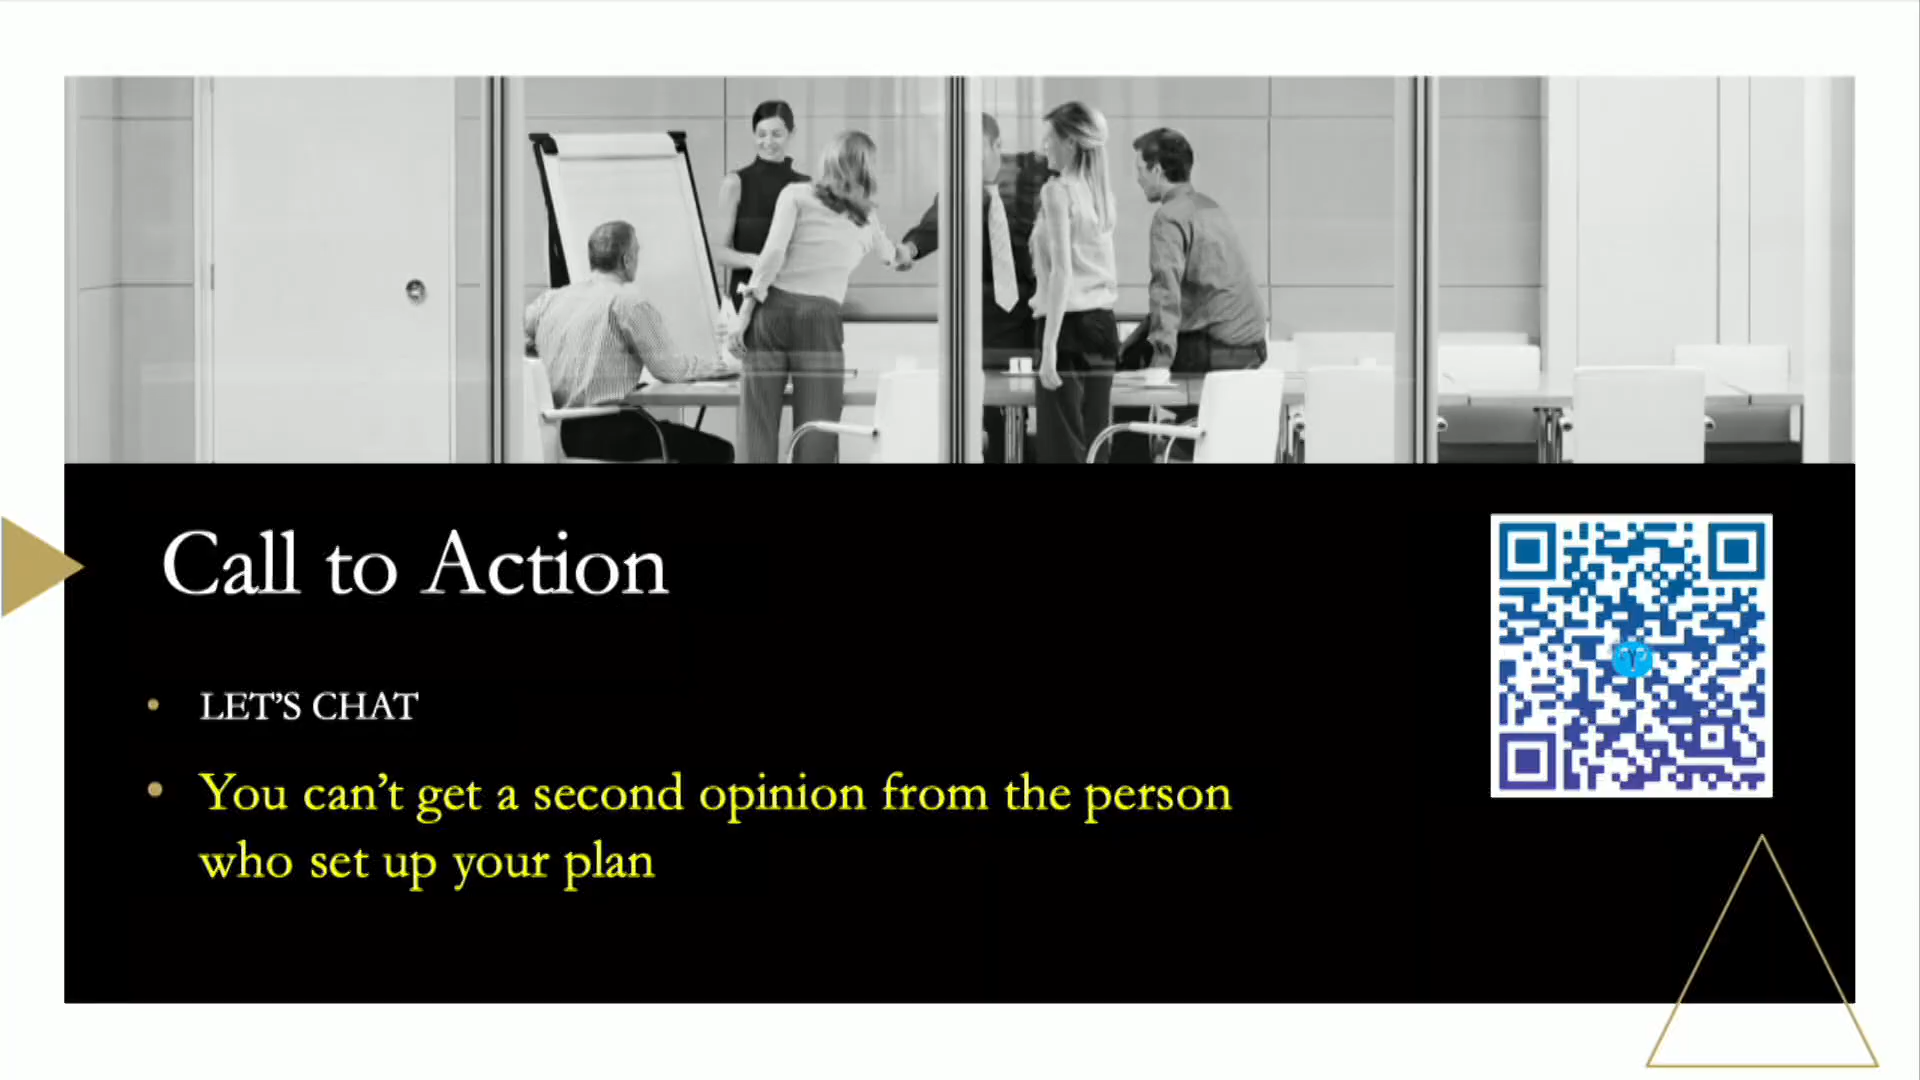 Call to Action
LET’S CHAT
You can’t get a second opinion from the person
who set up your plan